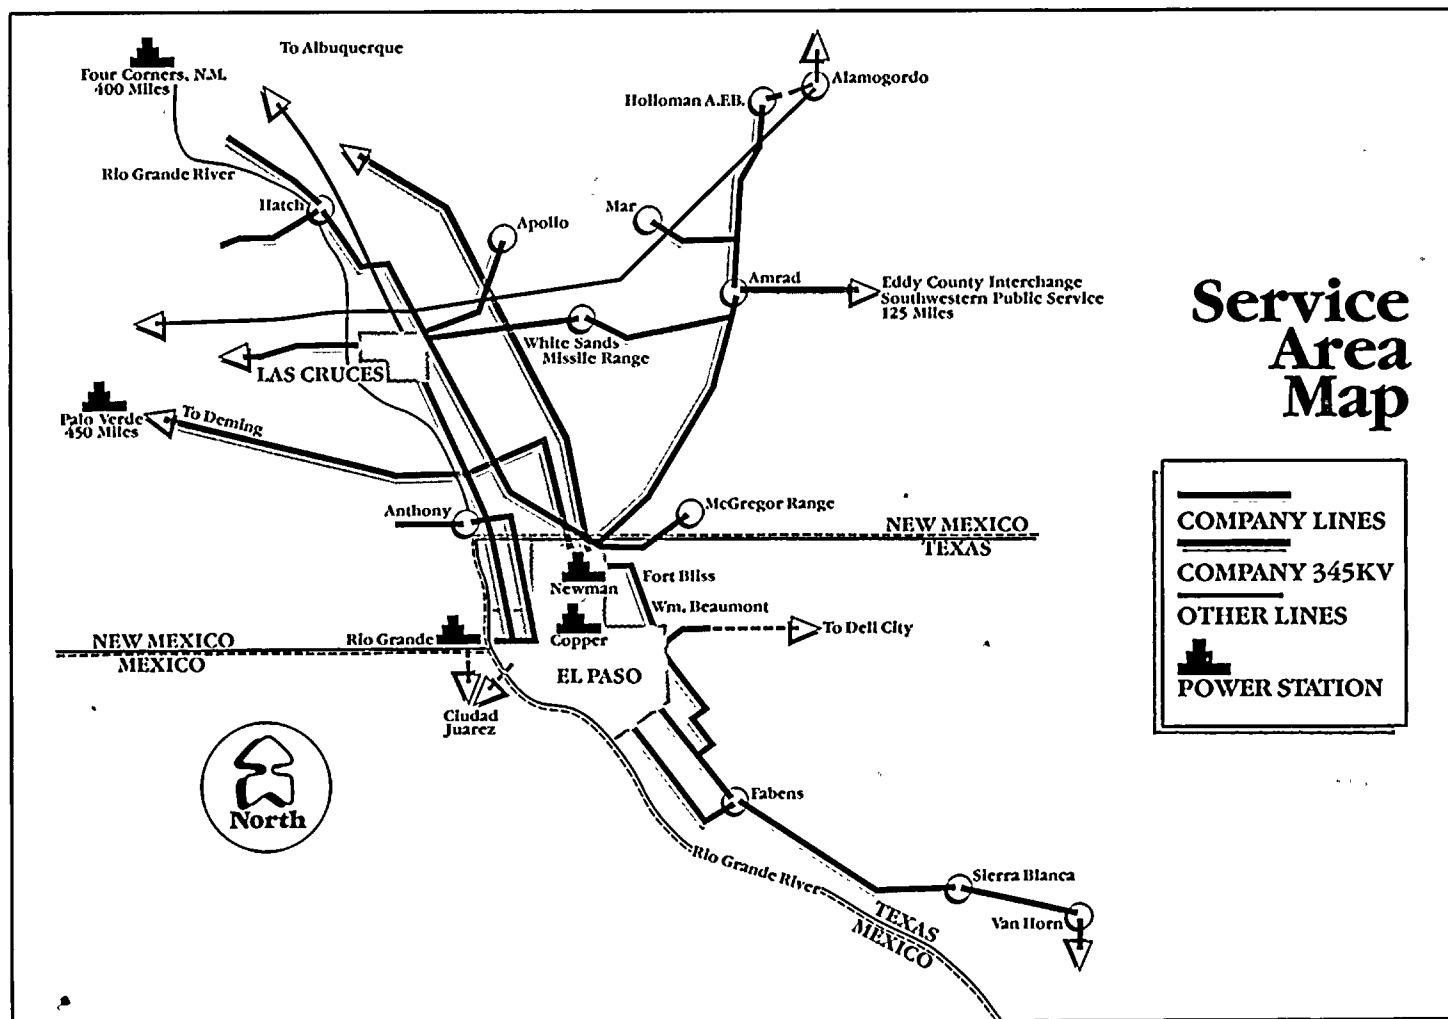 To Albuquerque
Four Corners, N.M.
400 Miles
Alamogordo
Holloman A.F.B.
Rio Grande River
Hatch
Apollo
Mar
Amrad
Eddy County Interchange
Southwestern Public Service
125 Miles
Service
Area
Map
White Sands
Missile Range
LAS CRUCES
Palo Verde
450 Miles
To Deming
Anthony
McGregor Range
NEW MEXICO
TEXAS
COMPANY LINES
COMPANY 345KV
OTHER LINES
POWER STATION
Newman
Fort Bliss
Wm. Beaumont
To Dell City
Rio Grande
Copper
NEW MEXICO
MEXICO
EL PASO
Ciudad
Juarez
North
Fabens
Rio Grande River
Sierra Blanca
Van Horn
TEXAS
MEXICO